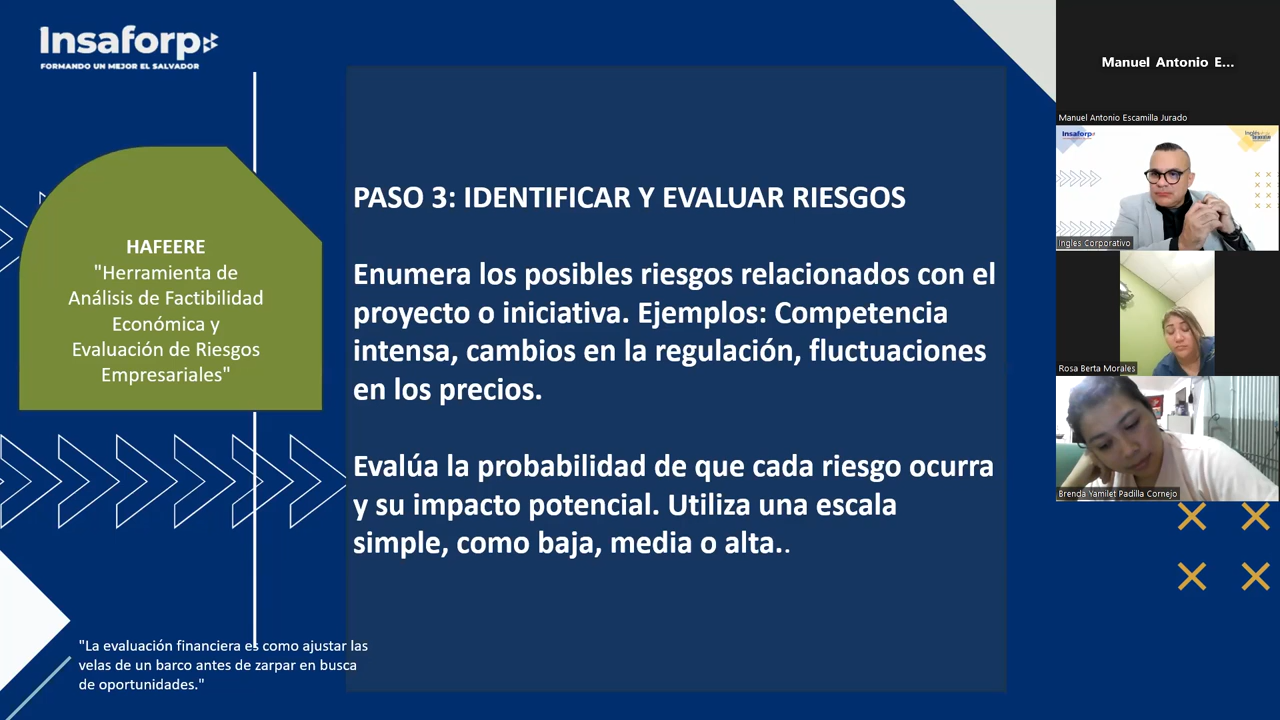 Insaforp
FORMANDO UN MEJOR EL SALVADOR
HAFEERE
"Herramienta de
Análisis de Factibilidad
Económica y
Evaluación de Riesgos
Empresariales"
PASO 3: IDENTIFICAR Y EVALUAR RIESGOS
Enumera los posibles riesgos relacionados con el
proyecto o iniciativa. Ejemplos: Competencia
intensa, cambios en la regulación, fluctuaciones
en los precios.
Evalúa la probabilidad de que cada riesgo ocurra
y su impacto potencial. Utiliza una escala
simple, como baja, media o alta..
"La evaluación financiera es como ajustar las
velas de un barco antes de zarpar en busca
de oportunidades."
Manuel Antonio E...
Manuel Antonio Escamilla Jurado
Insaforp
Ingles Corporativo
Rosa Berta Morales
Brenda Yamilet Padilla Cornejo